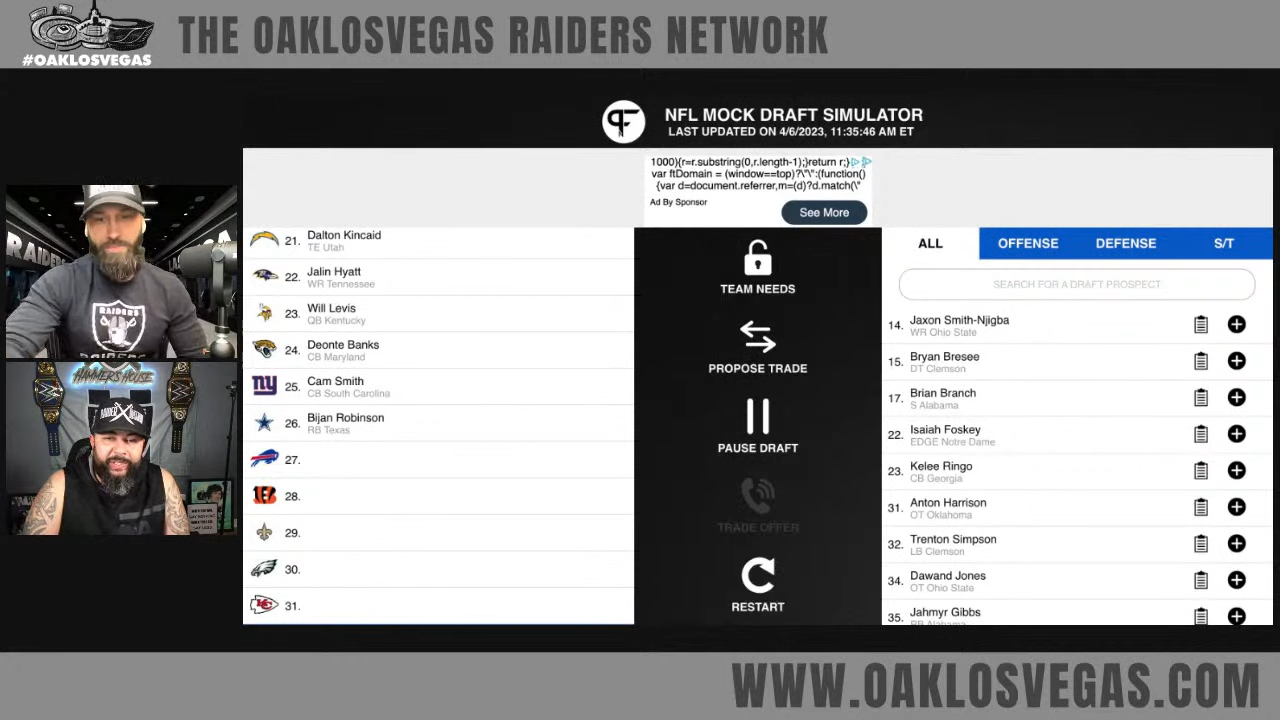 THE OAKLOSVEGAS RAIDERS NETWORK
#OAKLOSVEGAS
NFL MOCK DRAFT SIMULATOR
LAST UPDATED ON 4/6/2023, 11:35:46 AM ET
1000){r=r.substring(0,r.length-1);}return r;}
var ftDomain = (window==top)?\"\":(function()
{var d=document.referrer,m=(d)?d.match(\"
Ad By Sponsor
See More
21. Dalton Kincaid
TE Utah
22. Jalin Hyatt
WR Tennessee
23. Will Levis
QB Kentucky
24. Deonte Banks
CB Maryland
25. Cam Smith
CB South Carolina
26. Bijan Robinson
RB Texas
27.
28.
29.
30.
31.
TEAM NEEDS
PROPOSE TRADE
PAUSE DRAFT
TRADE OFFER
RESTART
ALL OFFENSE DEFENSE S/T
SEARCH FOR A DRAFT PROSPECT
14. Jaxon Smith-Njigba
WR Ohio State
15. Bryan Bresee
DT Clemson
17. Brian Branch
S Alabama
22. Isaiah Foskey
EDGE Notre Dame
23. Kelee Ringo
CB Georgia
31. Anton Harrison
OT Oklahoma
32. Trenton Simpson
LB Clemson
34. Dawand Jones
OT Ohio State
35. Jahmyr Gibbs
RB Alabama
RAIDERS
HAMMERS HOUSE
WWW.OAKLOSVEGAS.COM